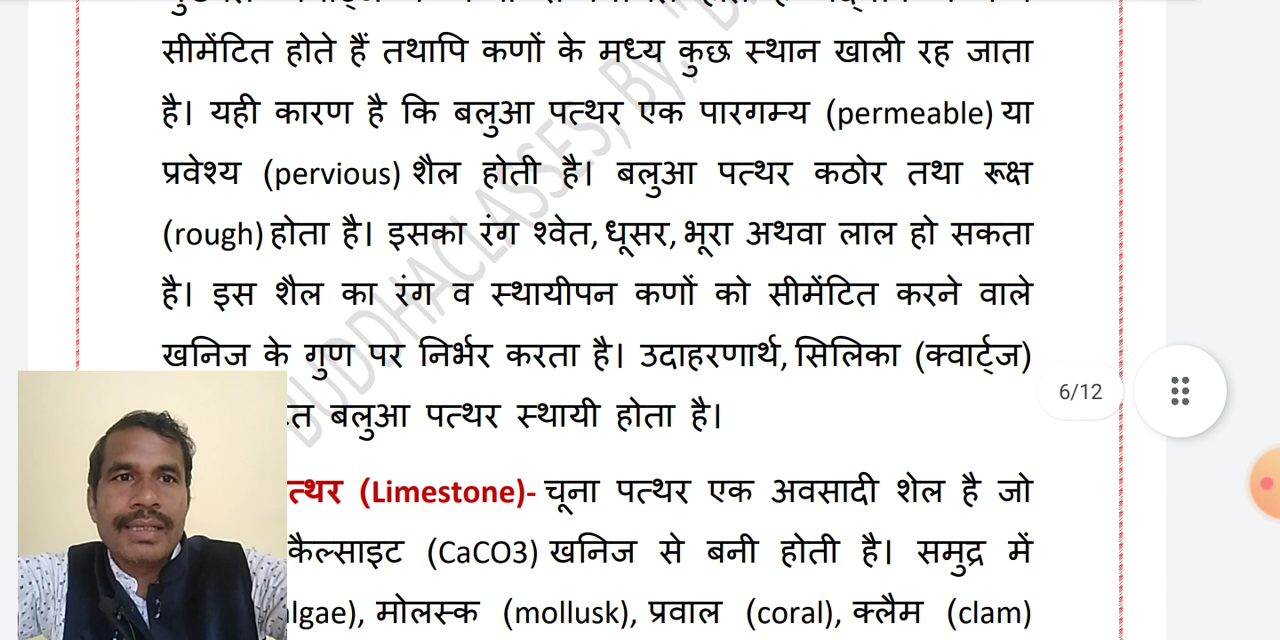 सीमेंटित होते हैं तथापि कणों के मध्य कुछ स्थान खाली रह जाता
है। यही कारण है कि बलुआ पत्थर एक पारगम्य (permeable) या
प्रवेश्य (pervious) शैल होती है। बलुआ पत्थर कठोर तथा रूक्ष
(rough) होता है। इसका रंग श्वेत, धूसर, भूरा अथवा लाल हो सकता
है। इस शैल का रंग व स्थायीपन कणों को सीमेंटित करने वाले
खनिज के गुण पर निर्भर करता है। उदाहरणार्थ, सिलिका (क्वार्ट्ज)
बलुआ पत्थर स्थायी होता है।
त्थर (Limestone)- चूना पत्थर एक अवसादी शेल है जो
कैल्साइट (CaCO3) खनिज से बनी होती है। समुद्र में
lgae), मोलस्क (mollusk), प्रवाल (coral), क्लैम (clam)
BUDDHACLASSES, By, "
6/12